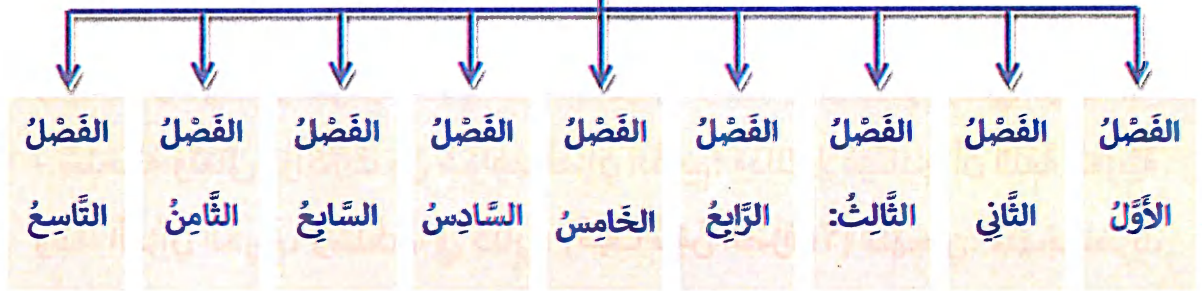 الفَصْلُ
الأَوَّلُ
الفَصْلُ
الثَّانِي
الفَصْلُ
الثَّالِثُ:
الفَصْلُ
الرَّابِعُ
الفَصْلُ
الخَامِسُ
الفَصْلُ
السَّادِسُ
الفَصْلُ
السَّابِعُ
الفَصْلُ
الثَّامِنُ
الفَصْلُ
التَّاسِعُ